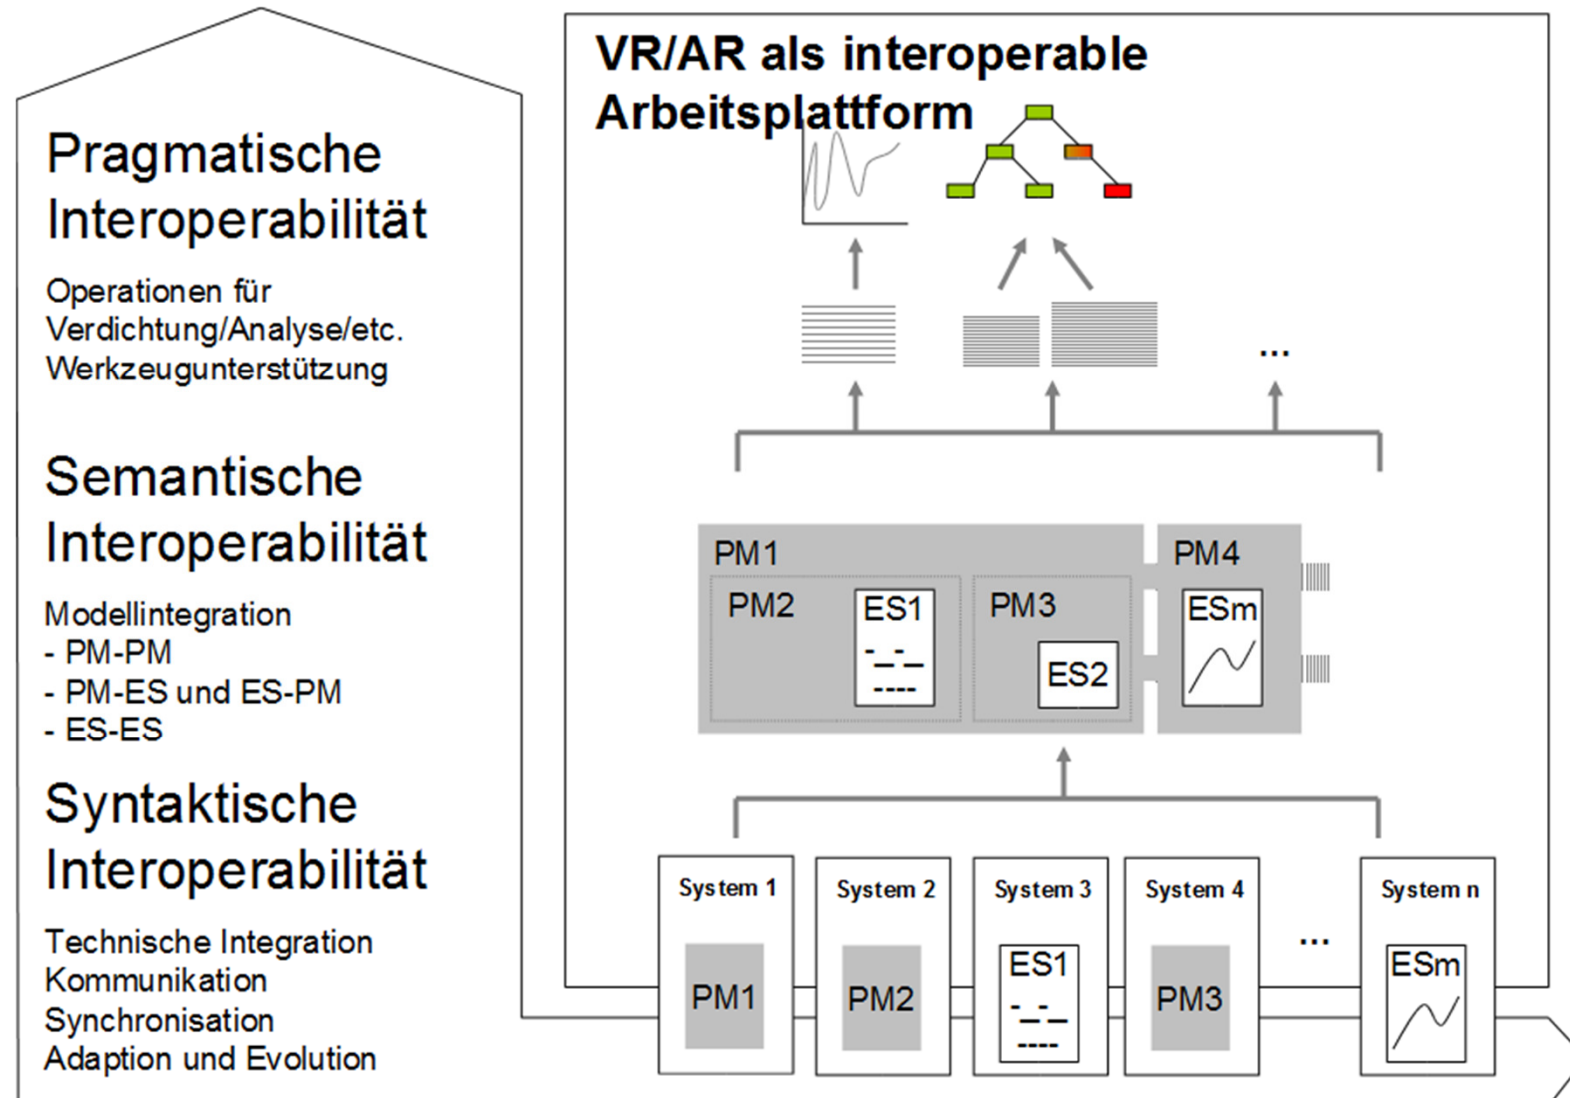 VR/AR als interoperable
Arbeitsplattform
Pragmatische
Interoperabilität
Operationen für
Verdichtung/Analyse/etc.
Werkzeugunterstützung
...
Semantische
Interoperabilität
Modellintegration
- PM-PM
- PM-ES und ES-PM
- ES-ES
PM1
PM4
PM2
ES1
PM3
ESm
ES2
Syntaktische
Interoperabilität
Technische Integration
Kommunikation
Synchronisation
Adaption und Evolution
System 1
System 2
System 3
System 4
System n
...
PM1
PM2
ES1
PM3
ESm